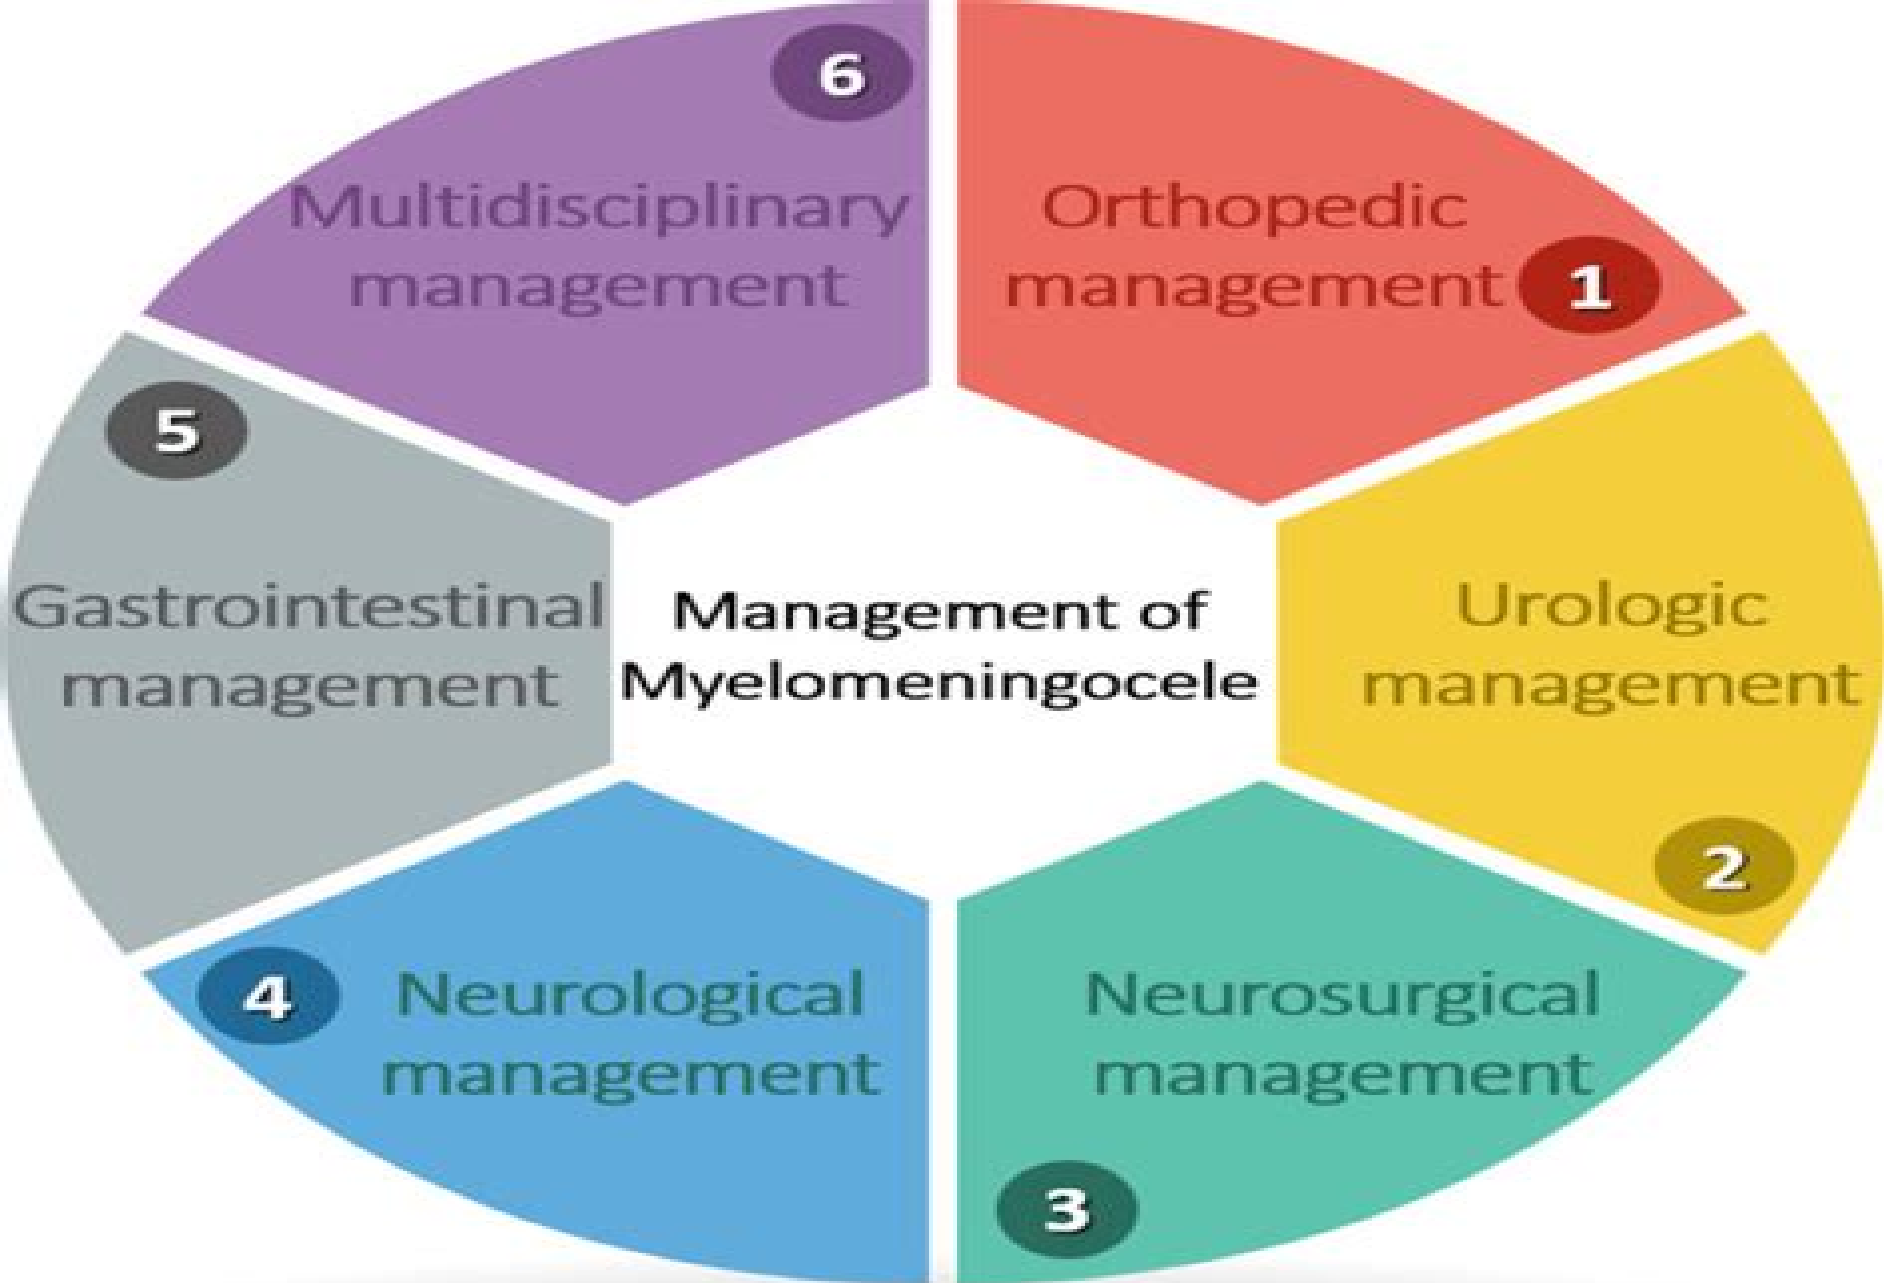 6
Multidisciplinary
management
Orthopedic
management
1
5
Gastrointestinal
management
Management of
Myelomeningocele
Urologic
management
2
4
Neurological
management
Neurosurgical
management
3